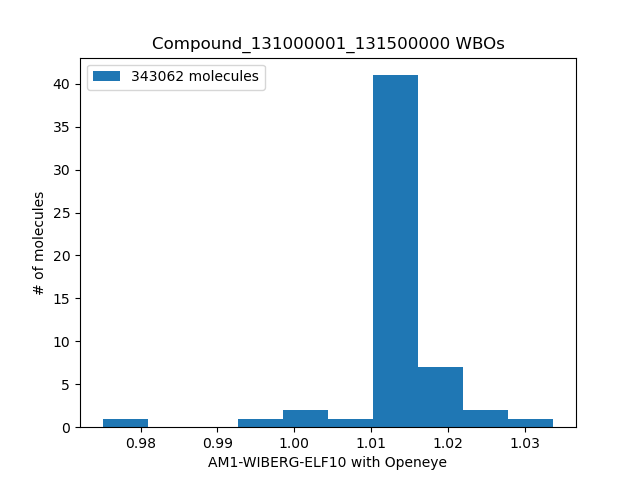 Compound_131000001_131500000 WBOs
343062 molecules
# of molecules
40
35
30
25
20
15
10
5
0
0.98 0.99 1.00 1.01 1.02 1.03
AM1-WIBERG-ELF10 with Openeye